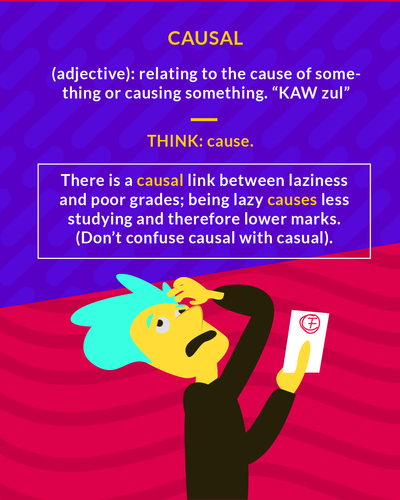 CAUSAL
(adjective): relating to the cause of some-
thing or causing something. “KAW zul”
THINK: cause.
There is a causal link between laziness
and poor grades; being lazy causes less
studying and therefore lower marks.
(Don’t confuse causal with casual).
F